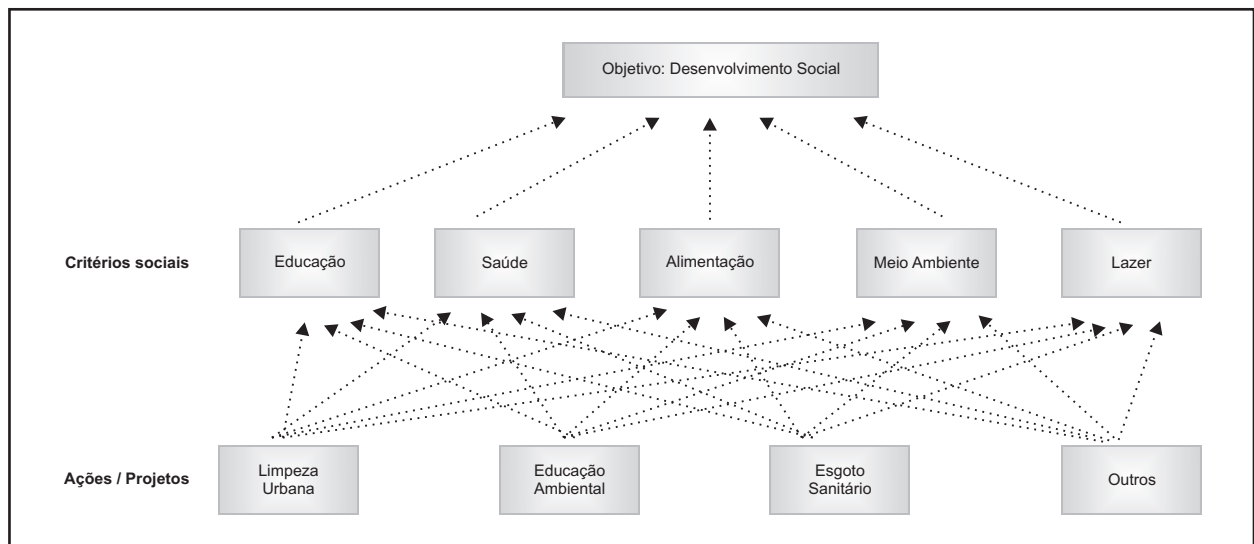 Objetivo: Desenvolvimento Social
Critérios sociais
Educação
Saúde
Alimentação
Meio Ambiente
Lazer
Ações / Projetos
Limpeza
Urbana
Educação
Ambiental
Esgoto
Sanitário
Outros